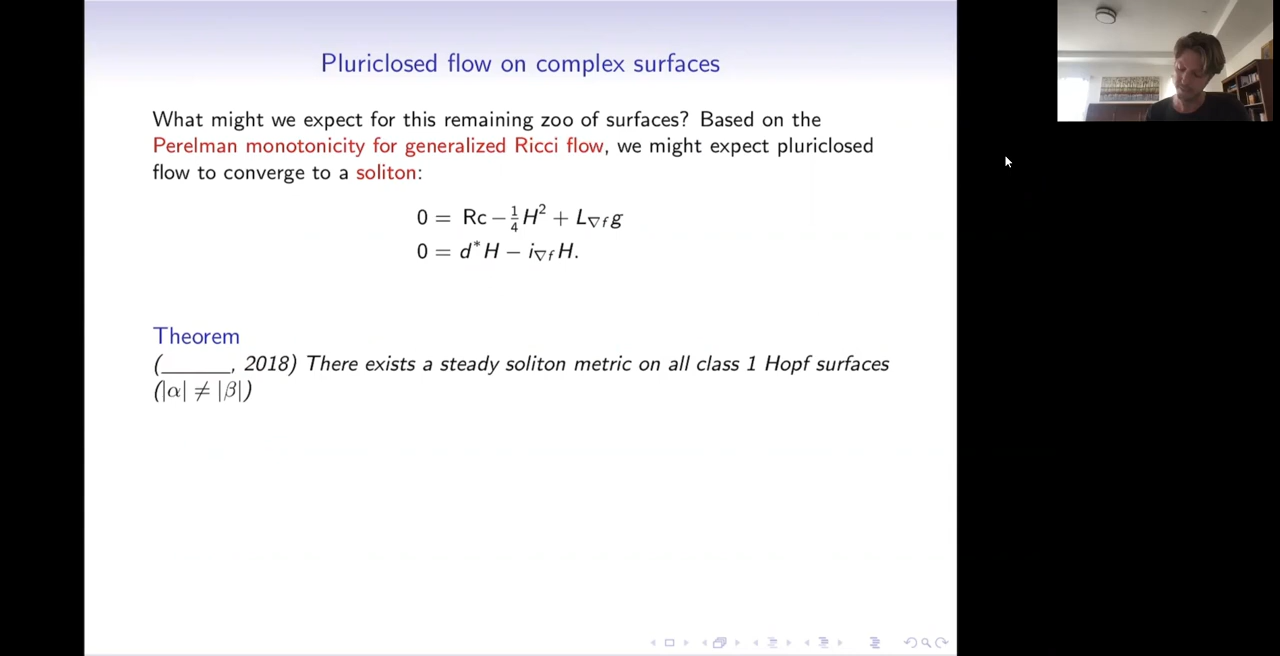 Pluriclosed flow on complex surfaces
What might we expect for this remaining zoo of surfaces? Based on the
Perelman monotonicity for generalized Ricci flow, we might expect pluriclosed
flow to converge to a soliton:
0 = Rc − ¼H² + L_{∇f}g
0 = d*H − i_{∇f}H.
Theorem
(______, 2018) There exists a steady soliton metric on all class 1 Hopf surfaces
(|α| ≠ |β|)